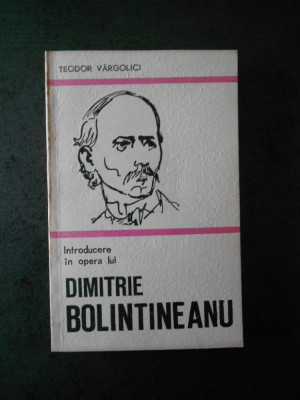 TEODOR VÂRGOLICI
Introducere
în opera lui
DIMITRIE
BOLINTINEANU